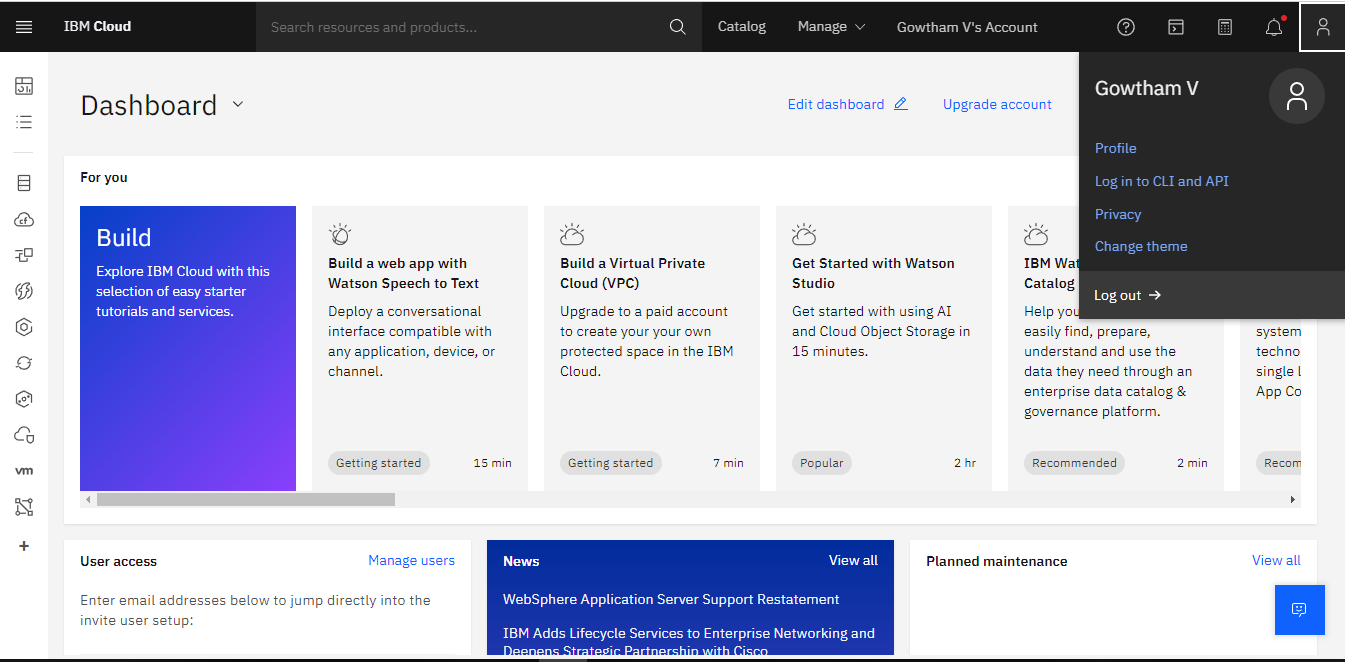 IBM Cloud
Search resources and products...
Catalog
Manage
Gowtham V's Account
Gowtham V
Profile
Log in to CLI and API
Privacy
Change theme
Log out →
Dashboard
Edit dashboard
Upgrade account
For you
Build
Explore IBM Cloud with this
selection of easy starter
tutorials and services.
Build a web app with
Watson Speech to Text
Deploy a conversational
interface compatible with
any application, device, or
channel.
Getting started
15 min
Build a Virtual Private
Cloud (VPC)
Upgrade to a paid account
to create your your own
protected space in the IBM
Cloud.
Getting started
7 min
Get Started with Watson
Studio
Get started with using AI
and Cloud Object Storage in
15 minutes.
Popular
2 hr
IBM Wat
Catalog
Help you
easily find, prepare,
understand and use the
data they need through an
enterprise data catalog &
governance platform.
Recommended
2 min
system
techno
single l
App Co
Recom
cf
vm
User access
Manage users
Enter email addresses below to jump directly into the
invite user setup:
News
View all
WebSphere Application Server Support Restatement
IBM Adds Lifecycle Services to Enterprise Networking and
Deepens Strategic Partnership with Cisco
Planned maintenance
View all